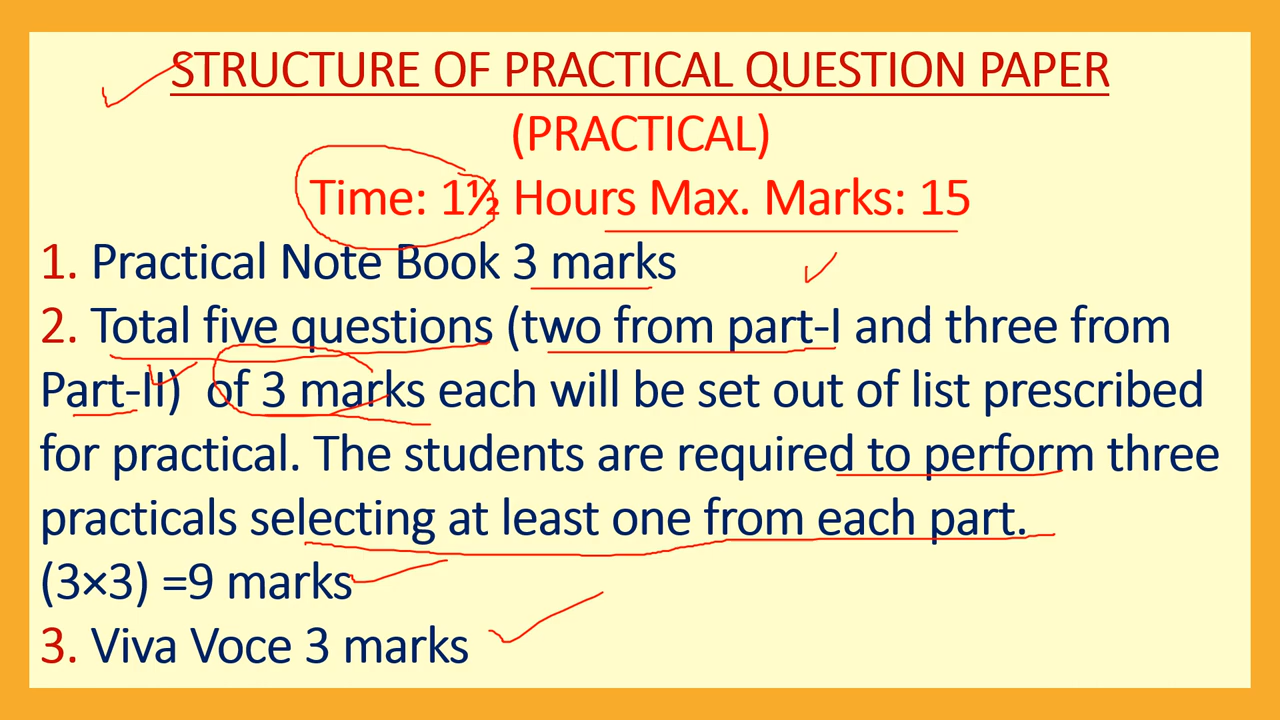 STRUCTURE OF PRACTICAL QUESTION PAPER
(PRACTICAL)
Time: 1½ Hours Max. Marks: 15
1. Practical Note Book 3 marks
2. Total five questions (two from part-I and three from
Part-II) of 3 marks each will be set out of list prescribed
for practical. The students are required to perform three
practicals selecting at least one from each part.
(3×3) =9 marks
3. Viva Voce 3 marks